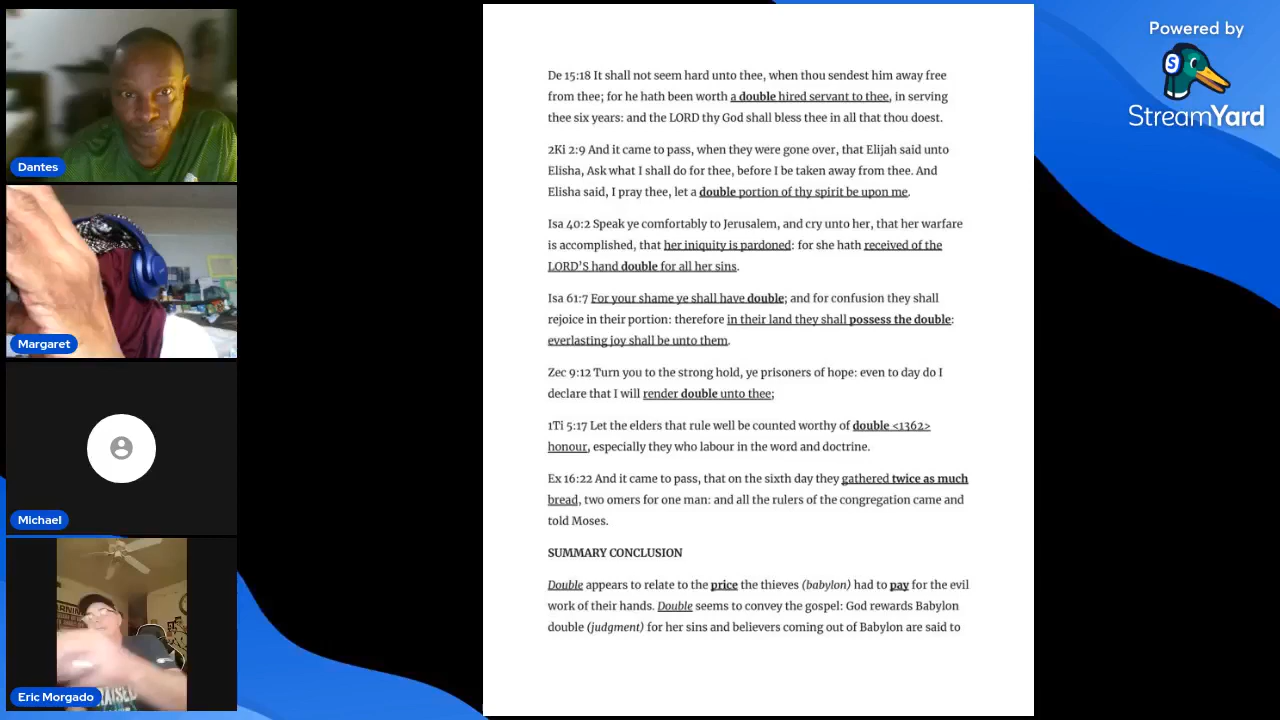 Powered by
StreamYard
Dantes
Margaret
Michael
Eric Morgado
De 15:18 It shall not seem hard unto thee, when thou sendest him away free
from thee; for he hath been worth a double hired servant to thee, in serving
thee six years: and the LORD thy God shall bless thee in all that thou doest.
2Ki 2:9 And it came to pass, when they were gone over, that Elijah said unto
Elisha, Ask what I shall do for thee, before I be taken away from thee. And
Elisha said, I pray thee, let a double portion of thy spirit be upon me.
Isa 40:2 Speak ye comfortably to Jerusalem, and cry unto her, that her warfare
is accomplished, that her iniquity is pardoned: for she hath received of the
LORD'S hand double for all her sins.
Isa 61:7 For your shame ye shall have double; and for confusion they shall
rejoice in their portion: therefore in their land they shall possess the double:
everlasting joy shall be unto them.
Zec 9:12 Turn you to the strong hold, ye prisoners of hope: even to day do I
declare that I will render double unto thee;
1Ti 5:17 Let the elders that rule well be counted worthy of double <1362>
honour, especially they who labour in the word and doctrine.
Ex 16:22 And it came to pass, that on the sixth day they gathered twice as much
bread, two omers for one man: and all the rulers of the congregation came and
told Moses.
SUMMARY CONCLUSION
Double appears to relate to the price the thieves (babylon) had to pay for the evil
work of their hands. Double seems to convey the gospel: God rewards Babylon
double (judgment) for her sins and believers coming out of Babylon are said to